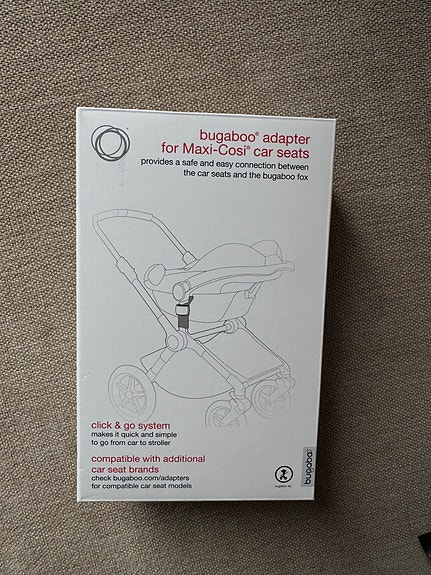 bugaboo® adapter
for Maxi-Cosi® car seats
provides a safe and easy connection between
the car seats and the bugaboo fox
click & go system
makes it quick and simple
to go from car to stroller
compatible with additional
car seat brands
check bugaboo.com/adapters
for compatible car seat models
bugaboo fox
bugaboo